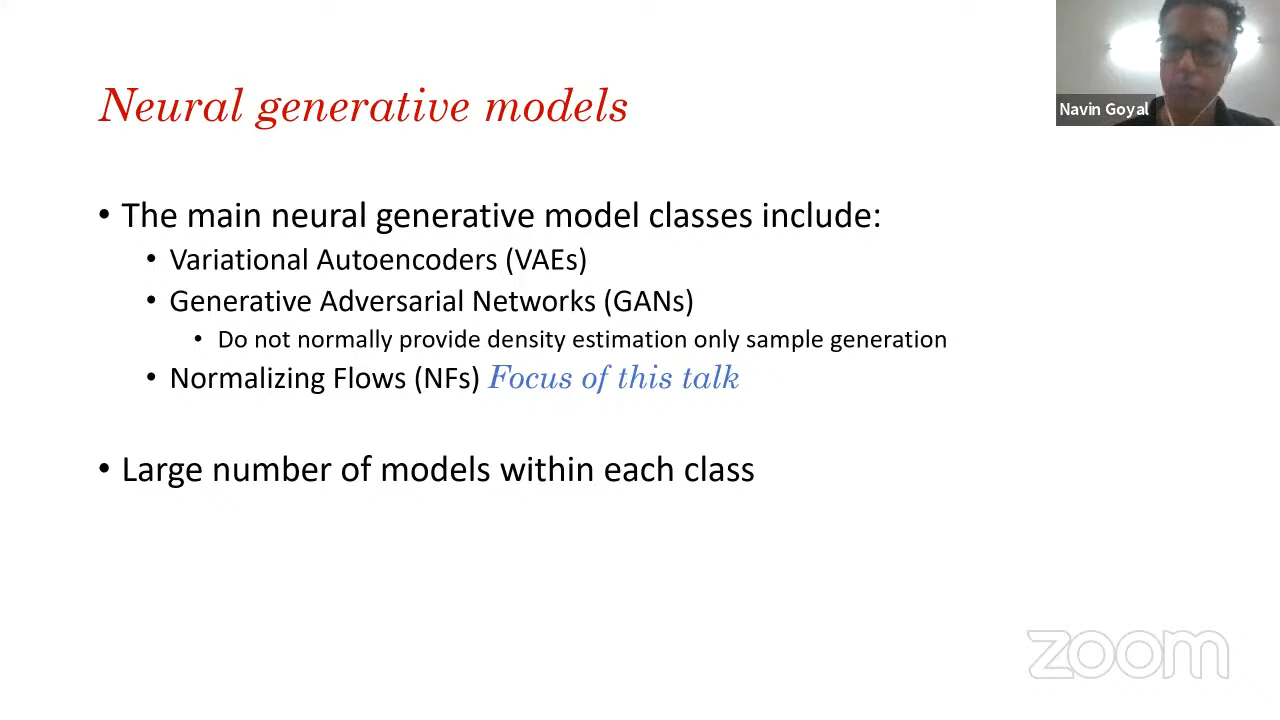 Neural generative models
Navin Goyal
• The main neural generative model classes include:
• Variational Autoencoders (VAEs)
• Generative Adversarial Networks (GANs)
• Do not normally provide density estimation only sample generation
• Normalizing Flows (NFs) Focus of this talk
• Large number of models within each class
zoom